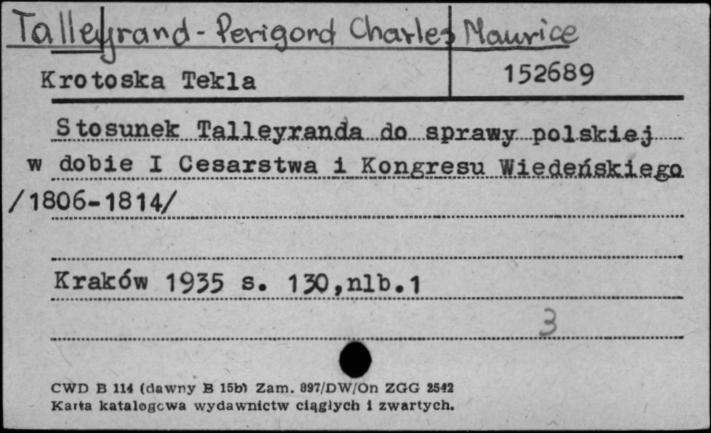 Talleyrand-Perigord Charles Maurice
Krotoska Tekla 152689
Stosunek Talleyranda do sprawy polskiej
w dobie I Cesarstwa i Kongresu Wiedeńskiego
/1806-1814/
Kraków 1935 s. 130,nlb.1
3
CWD B 114 (dawny B 15b) Zam. 897/DW/On ZGG 2542
Karta katalogowa wydawnictw ciągłych i zwartych.